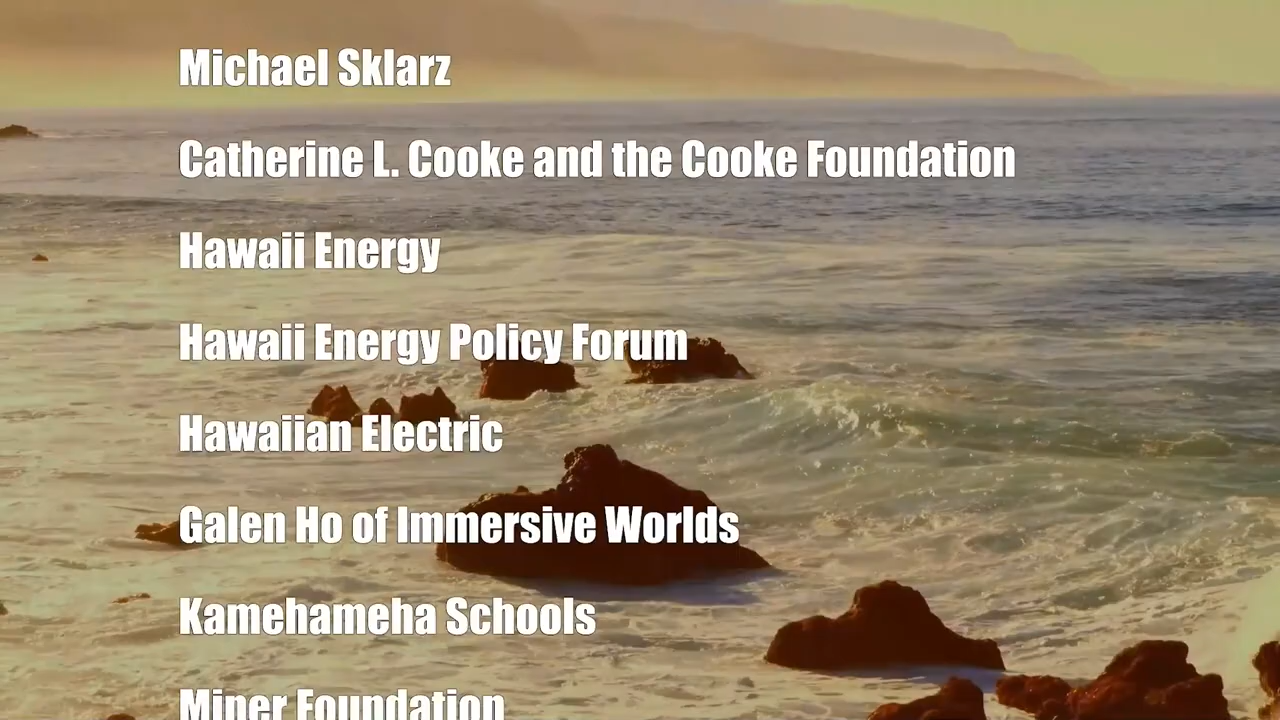 Michael Sklarz
Catherine L. Cooke and the Cooke Foundation
Hawaii Energy
Hawaii Energy Policy Forum
Hawaiian Electric
Galen Ho of Immersive Worlds
Kamehameha Schools
Miner Foundation